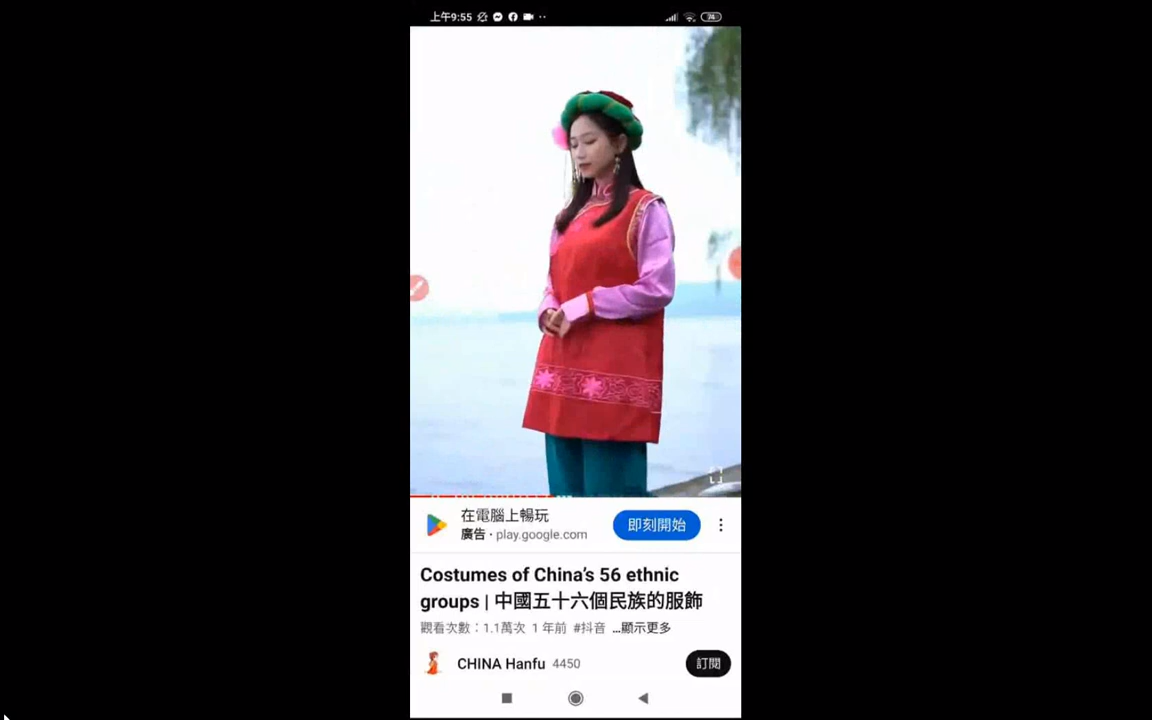 上午9:55
74
在電腦上暢玩
廣告 · play.google.com
即刻開始
Costumes of China’s 56 ethnic
groups | 中國五十六個民族的服飾
觀看次數：1.1萬次 1 年前 #抖音 ...顯示更多
CHINA Hanfu 4450
訂閱